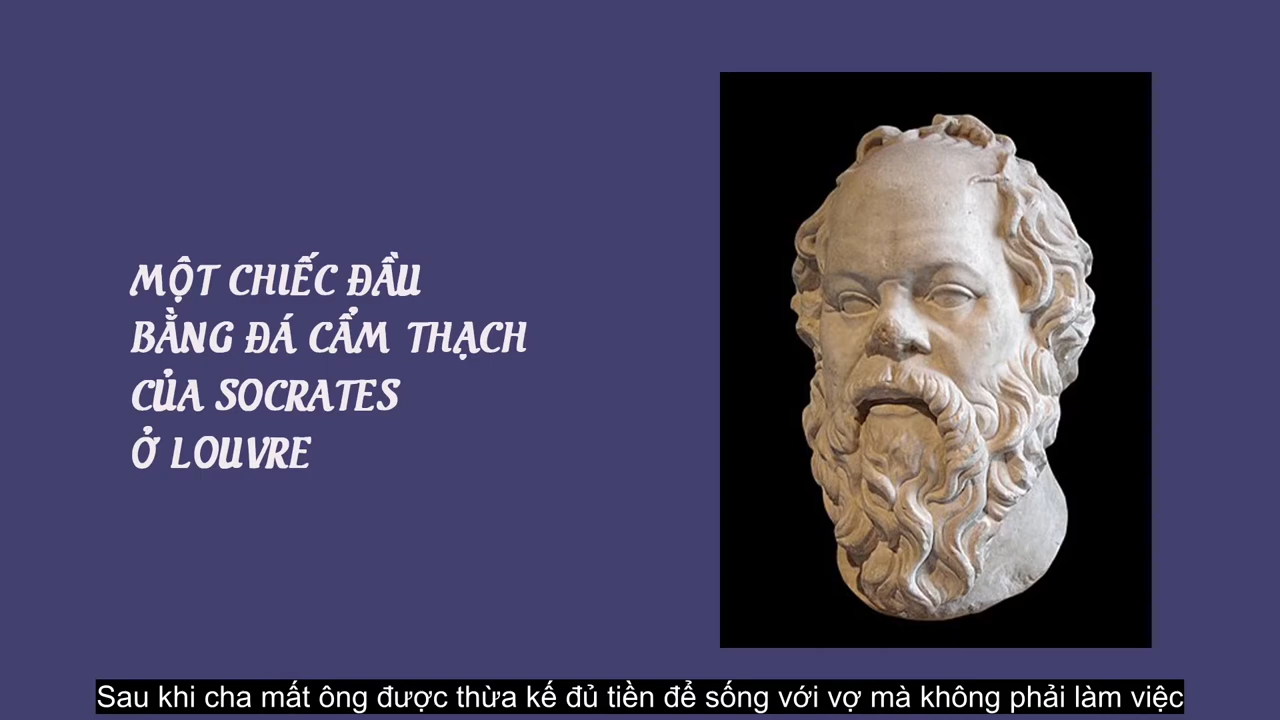 MỘT CHIẾC ĐẦU
BẰNG ĐÁ CẨM THẠCH
CỦA SOCRATES
Ở LOUVRE
Sau khi cha mất ông được thừa kế đủ tiền để sống với vợ mà không phải làm việc